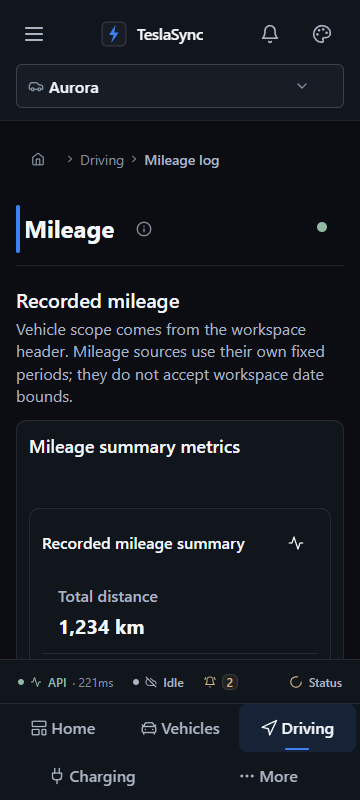 TeslaSync
Aurora
Driving
Mileage log
Mileage
Recorded mileage
Vehicle scope comes from the workspace
header. Mileage sources use their own fixed
periods; they do not accept workspace date
bounds.
Mileage summary metrics
Recorded mileage summary
Total distance
1,234 km
API · 221ms
Idle
2
Status
Home
Vehicles
Driving
Charging
More